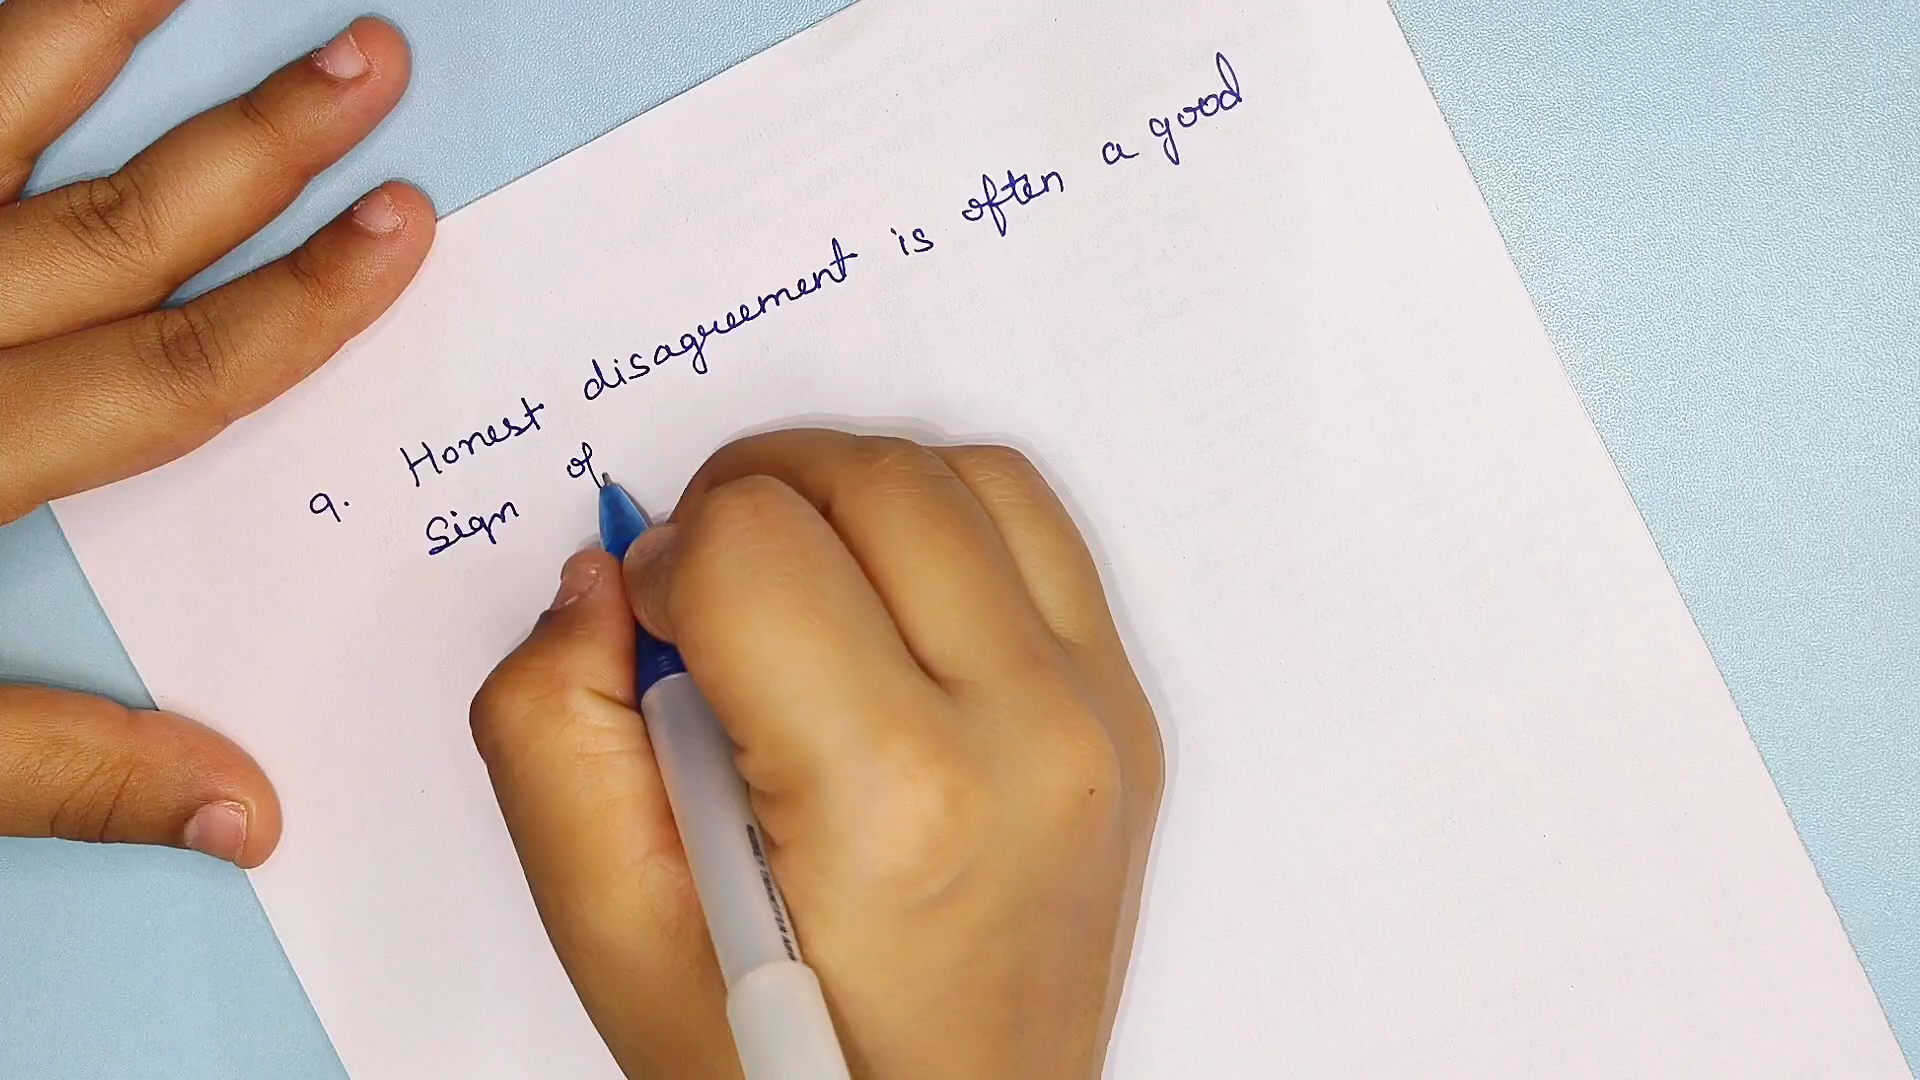 9. Honest disagreement is often a good
Sign of